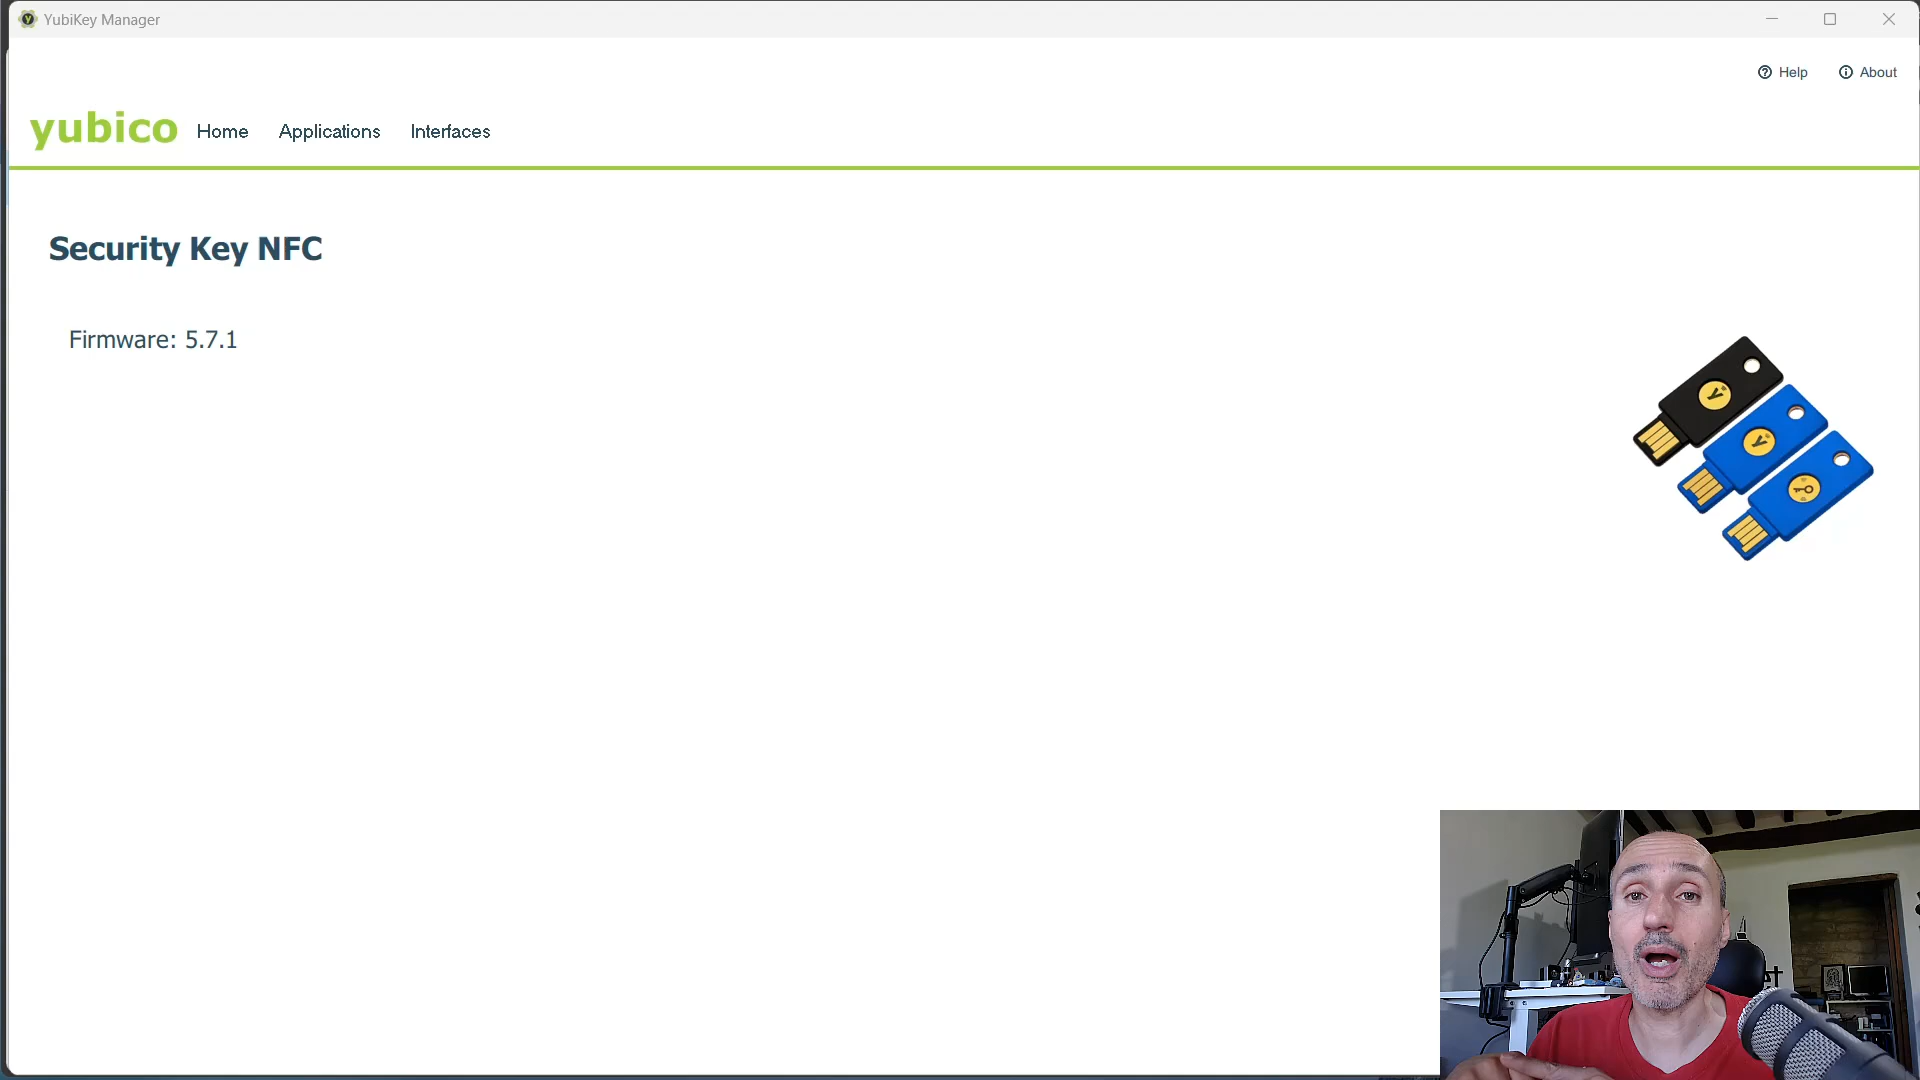 YubiKey Manager
Help
About
yubico
Home
Applications
Interfaces
Security Key NFC
Firmware: 5.7.1